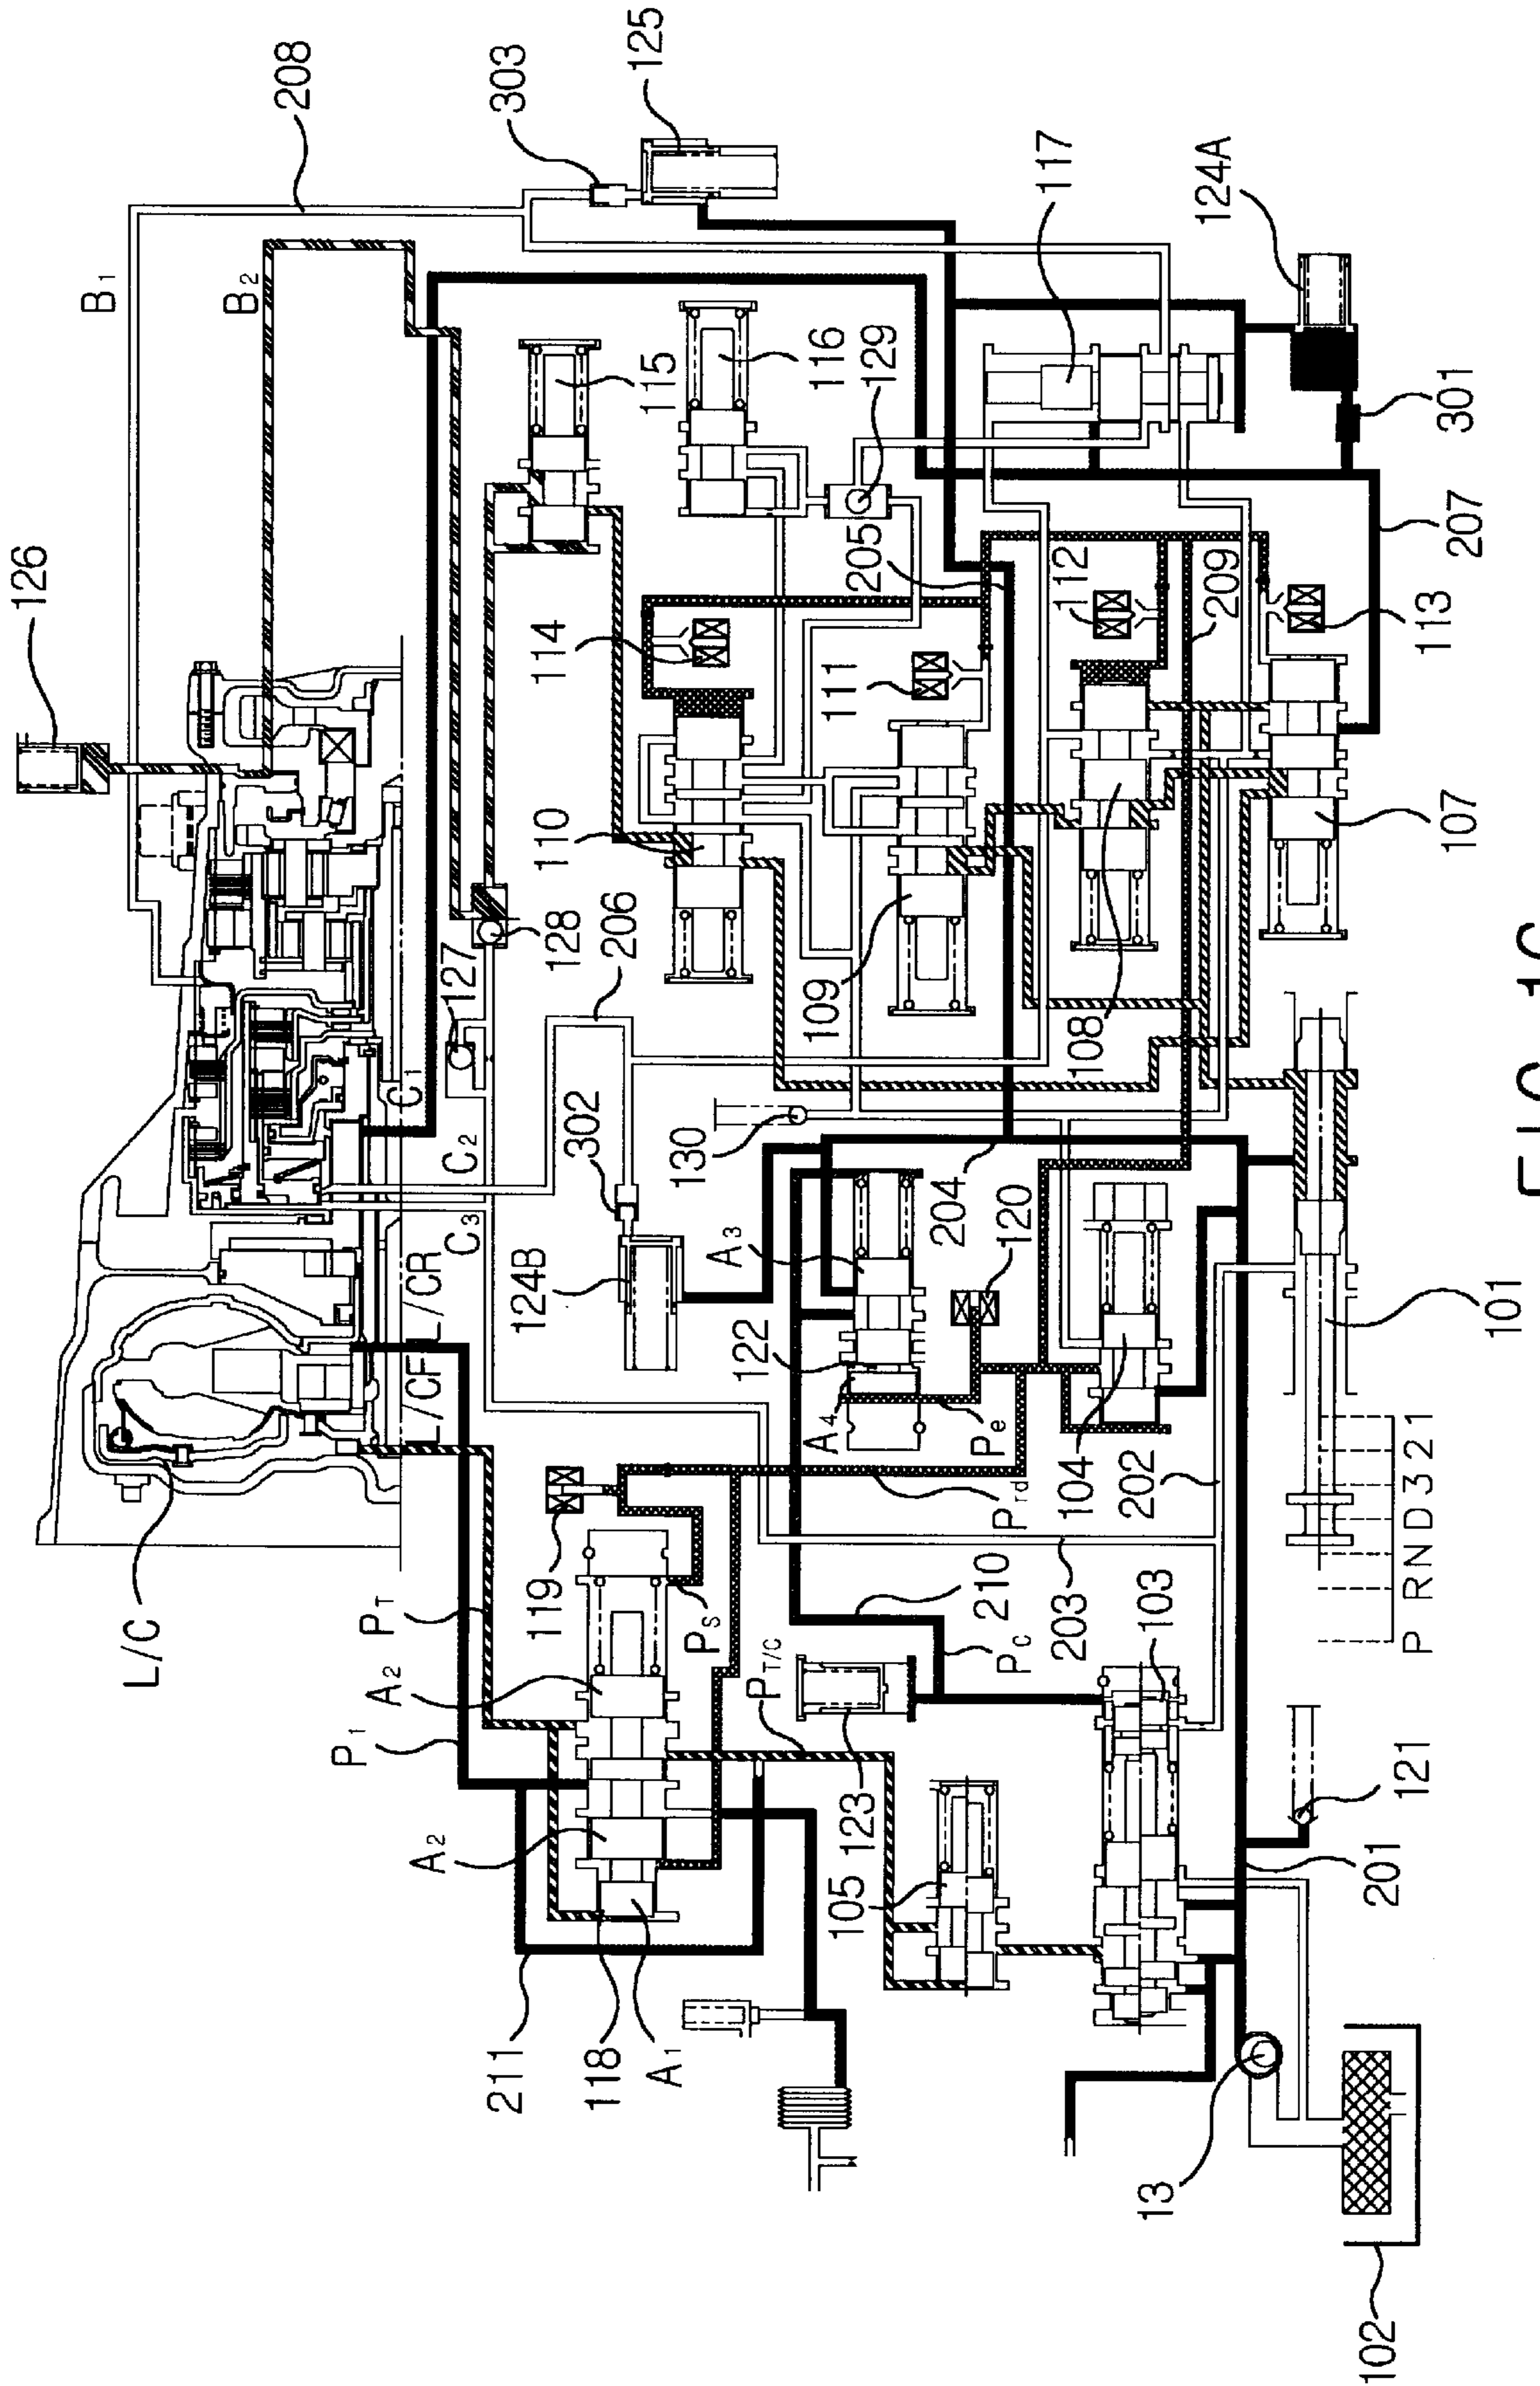 126
208
B1
B2
303
125
115
116
129
117
124A
301
205
112
207
209
114
111
113
110
107
128
127
206
109
108
C1
C2
C3
302
130
204
120
124B
A3
122
A4
Pe
L/CR
L/CF
104
202
101
Prd
119
L/C
PT
PS
210
PC
203
103
P R N D 3 2 1
A2
PT/C
P1
A2
123
121
105
201
211
118
A1
13
102